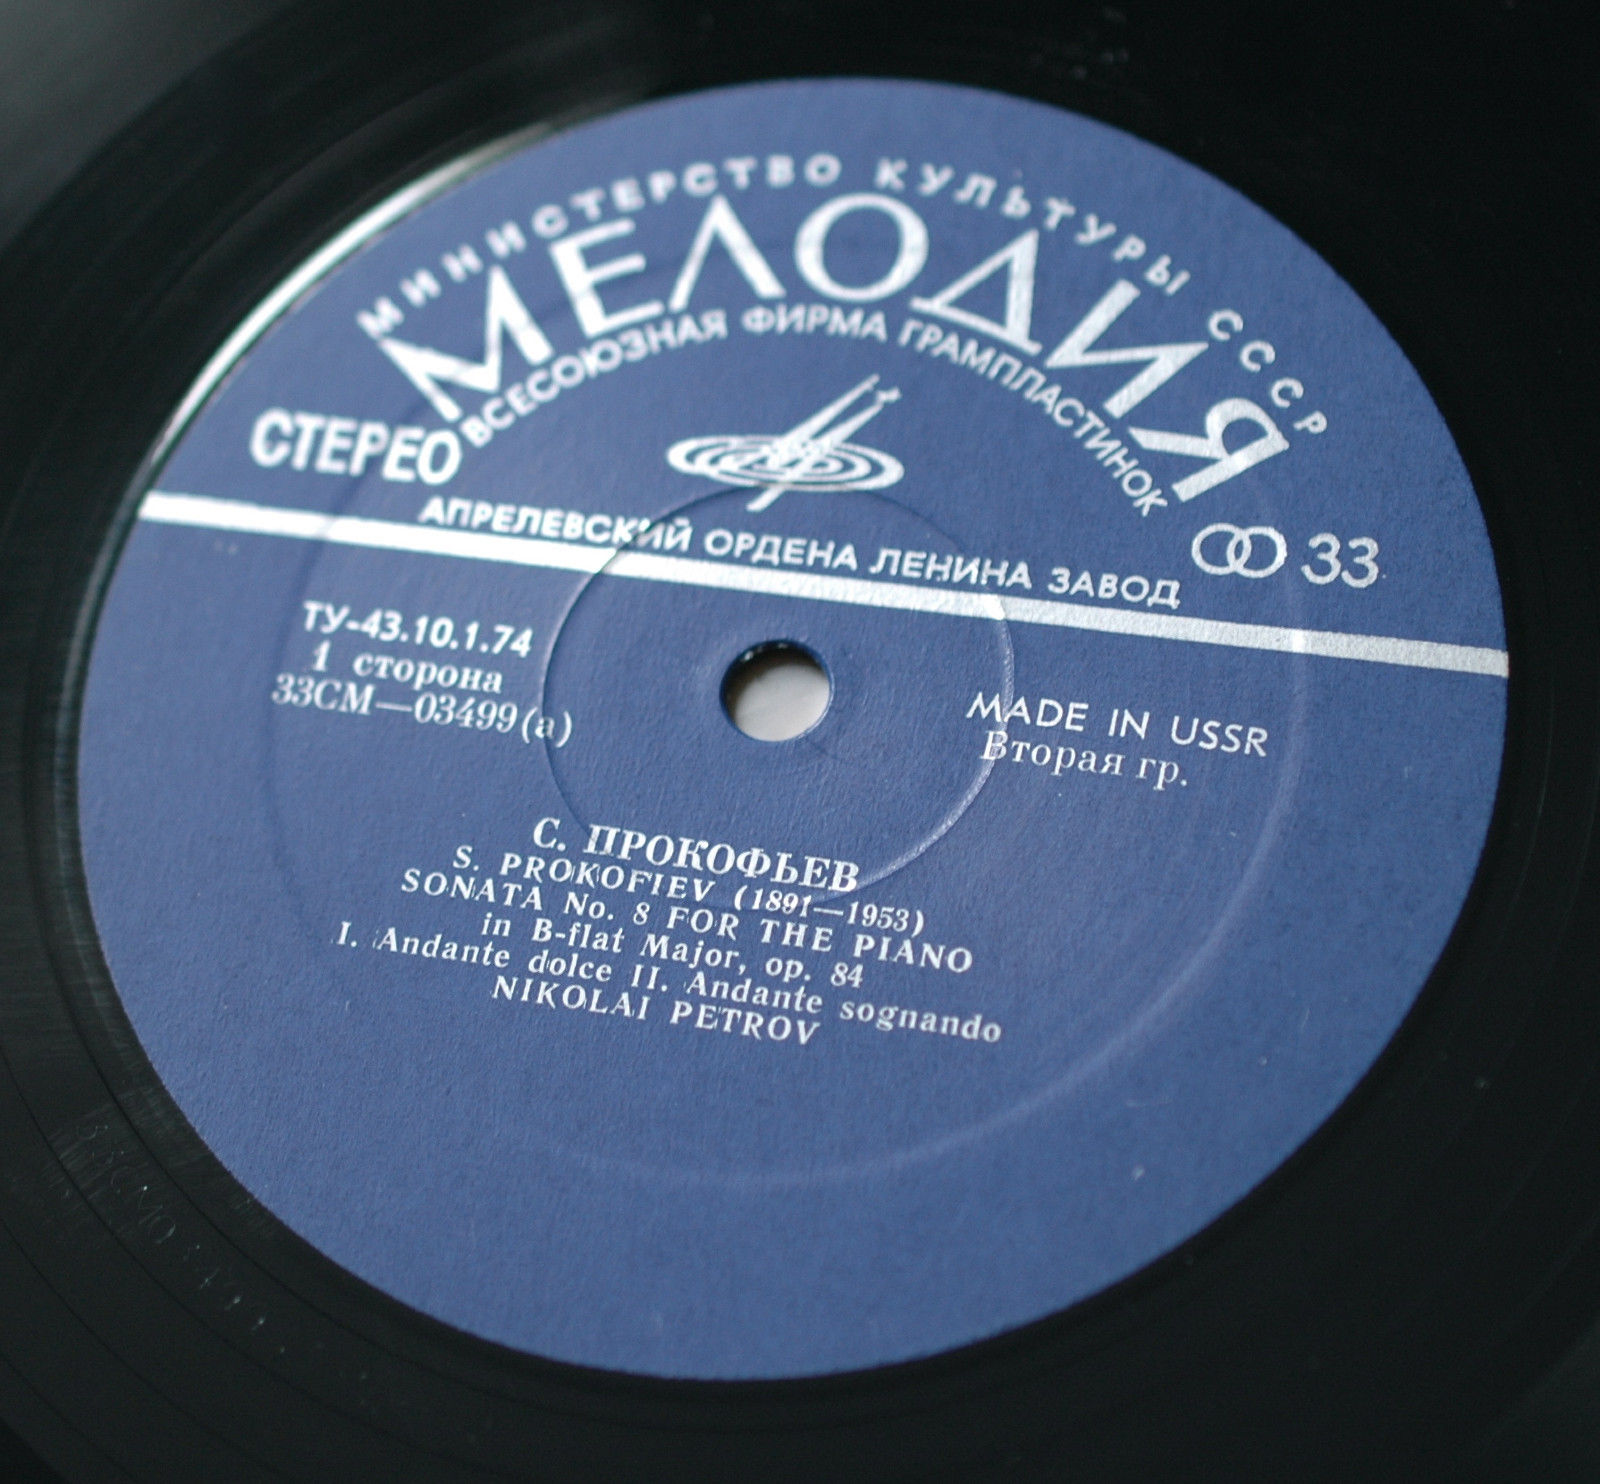 МИНИСТЕРСТВО КУЛЬТУРЫ СССР
МЕЛОДИЯ
ВСЕСОЮЗНАЯ ФИРМА ГРАМПЛАСТИНОК
СТЕРЕО
АПРЕЛЕВСКИЙ ОРДЕНА ЛЕНИНА ЗАВОД
33
ТУ-43.10.1.74
1 сторона
33СМ—03499(а)
MADE IN USSR
Вторая гр.
С. ПРОКОФЬЕВ
S. PROKOFIEV (1891—1953)
SONATA No. 8 FOR THE PIANO
in B-flat Major, op. 84
I. Andante dolce II. Andante sognando
NIKOLAI PETROV